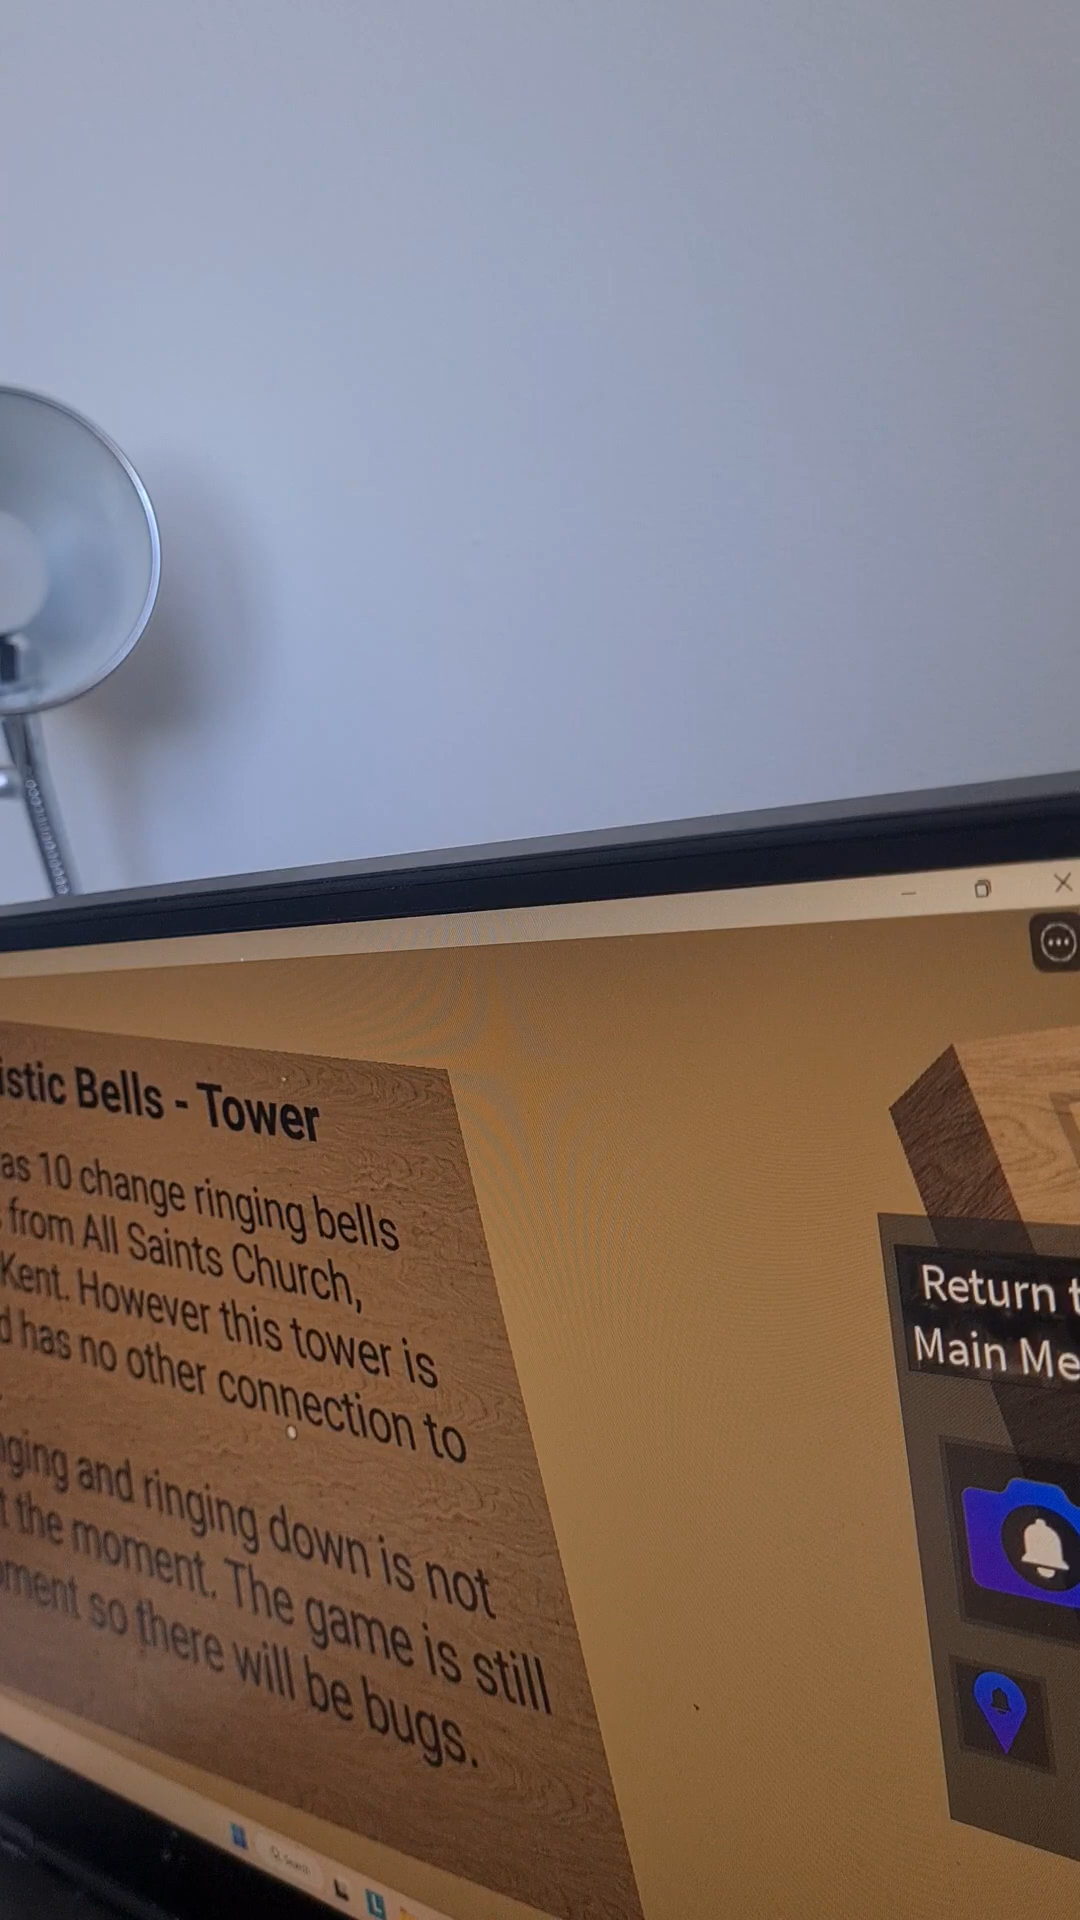 istic Bells - Tower
as 10 change ringing bells
from All Saints Church,
Kent. However this tower is
d has no other connection to
nging and ringing down is not
t the moment. The game is still
ment so there will be bugs.
Return t
Main Me
Search